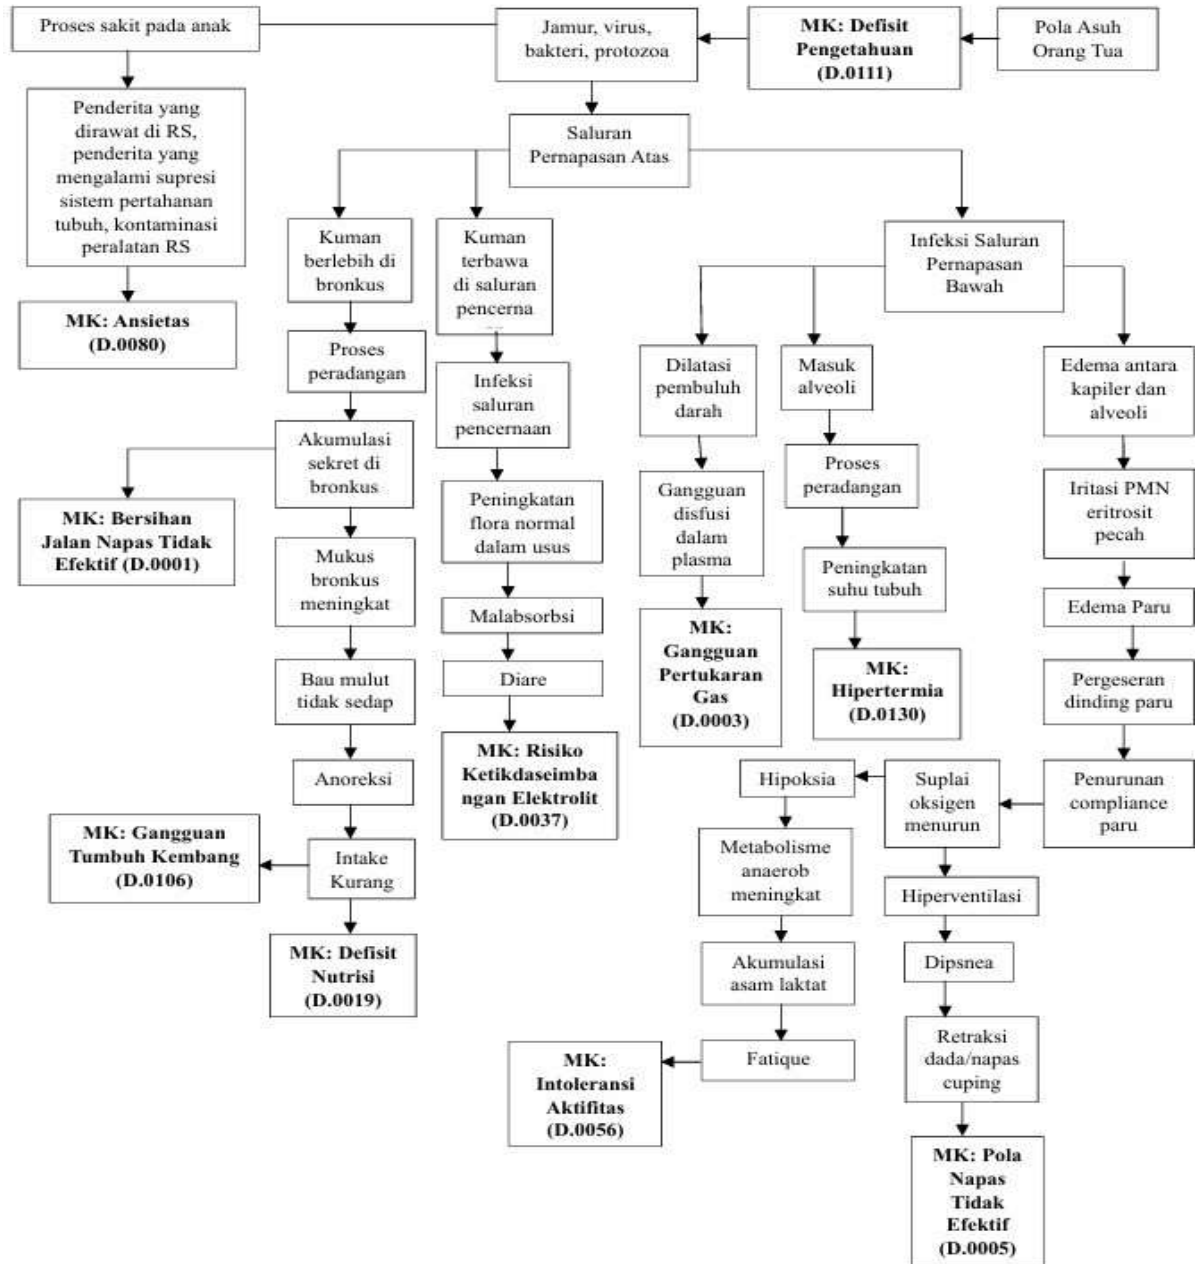 Proses sakit pada anak
Jamur, virus,
bakteri, protozoa
MK: Defisit
Pengetahuan
(D.0111)
Pola Asuh
Orang Tua
Penderita yang
dirawat di RS,
penderita yang
mengalami supresi
sistem pertahanan
tubuh, kontaminasi
peralatan RS
MK: Ansietas
(D.0080)
Saluran
Pernapasan Atas
Kuman
berlebih di
bronkus
Proses
peradangan
Akumulasi
sekret di
bronkus
MK: Bersihan
Jalan Napas Tidak
Efektif (D.0001)
Mukus
bronkus
meningkat
Bau mulut
tidak sedap
Anoreksi
Intake
Kurang
MK: Gangguan
Tumbuh Kembang
(D.0106)
MK: Defisit
Nutrisi
(D.0019)
Kuman
terbawa
di saluran
pencerna
Infeksi
saluran
pencernaan
Peningkatan
flora normal
dalam usus
Malabsorbsi
Diare
MK: Risiko
Ketikdaseimba
ngan Elektrolit
(D.0037)
Infeksi Saluran
Pernapasan
Bawah
Dilatasi
pembuluh
darah
Gangguan
disfusi
dalam
plasma
MK:
Gangguan
Pertukaran
Gas
(D.0003)
Masuk
alveoli
Proses
peradangan
Peningkatan
suhu tubuh
MK:
Hipertermia
(D.0130)
Edema antara
kapiler dan
alveoli
Iritasi PMN
eritrosit
pecah
Edema Paru
Pergeseran
dinding paru
Penurunan
compliance
paru
Suplai
oksigen
menurun
Hipoksia
Metabolisme
anaerob
meningkat
Akumulasi
asam laktat
Fatique
MK:
Intoleransi
Aktifitas
(D.0056)
Hiperventilasi
Dipsnea
Retraksi
dada/napas
cuping
MK: Pola
Napas
Tidak
Efektif
(D.0005)